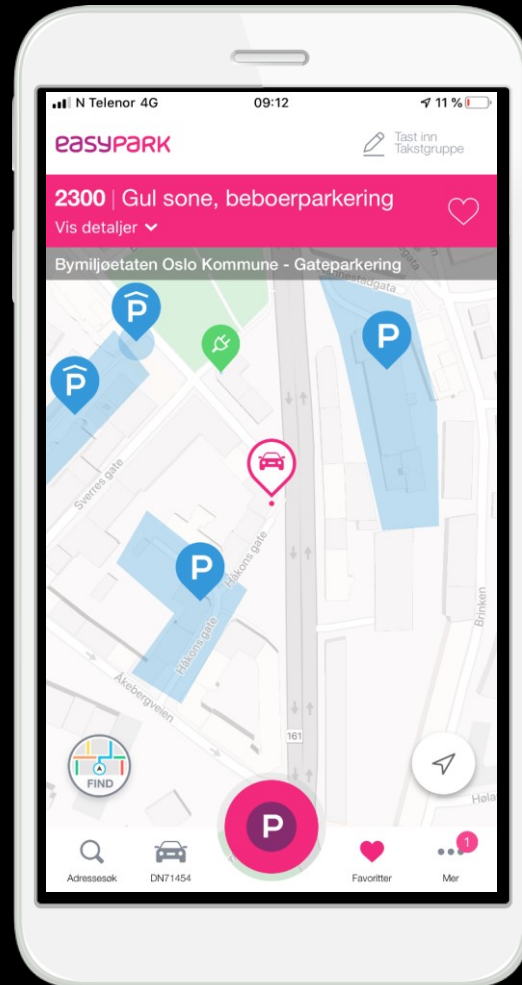 N Telenor 4G 09:12 11 %
easypark
Tast inn
Takstgruppe
2300 | Gul sone, beboerparkering
Vis detaljer
Bymiljøetaten Oslo Kommune - Gateparkering
P
P
P
Sverres gate
P
Håkons gate
Håkons gate
Brinken
Åkebergveien
161
FIND
P
Adressesøk
DN71454
Favoritter
1
Mer